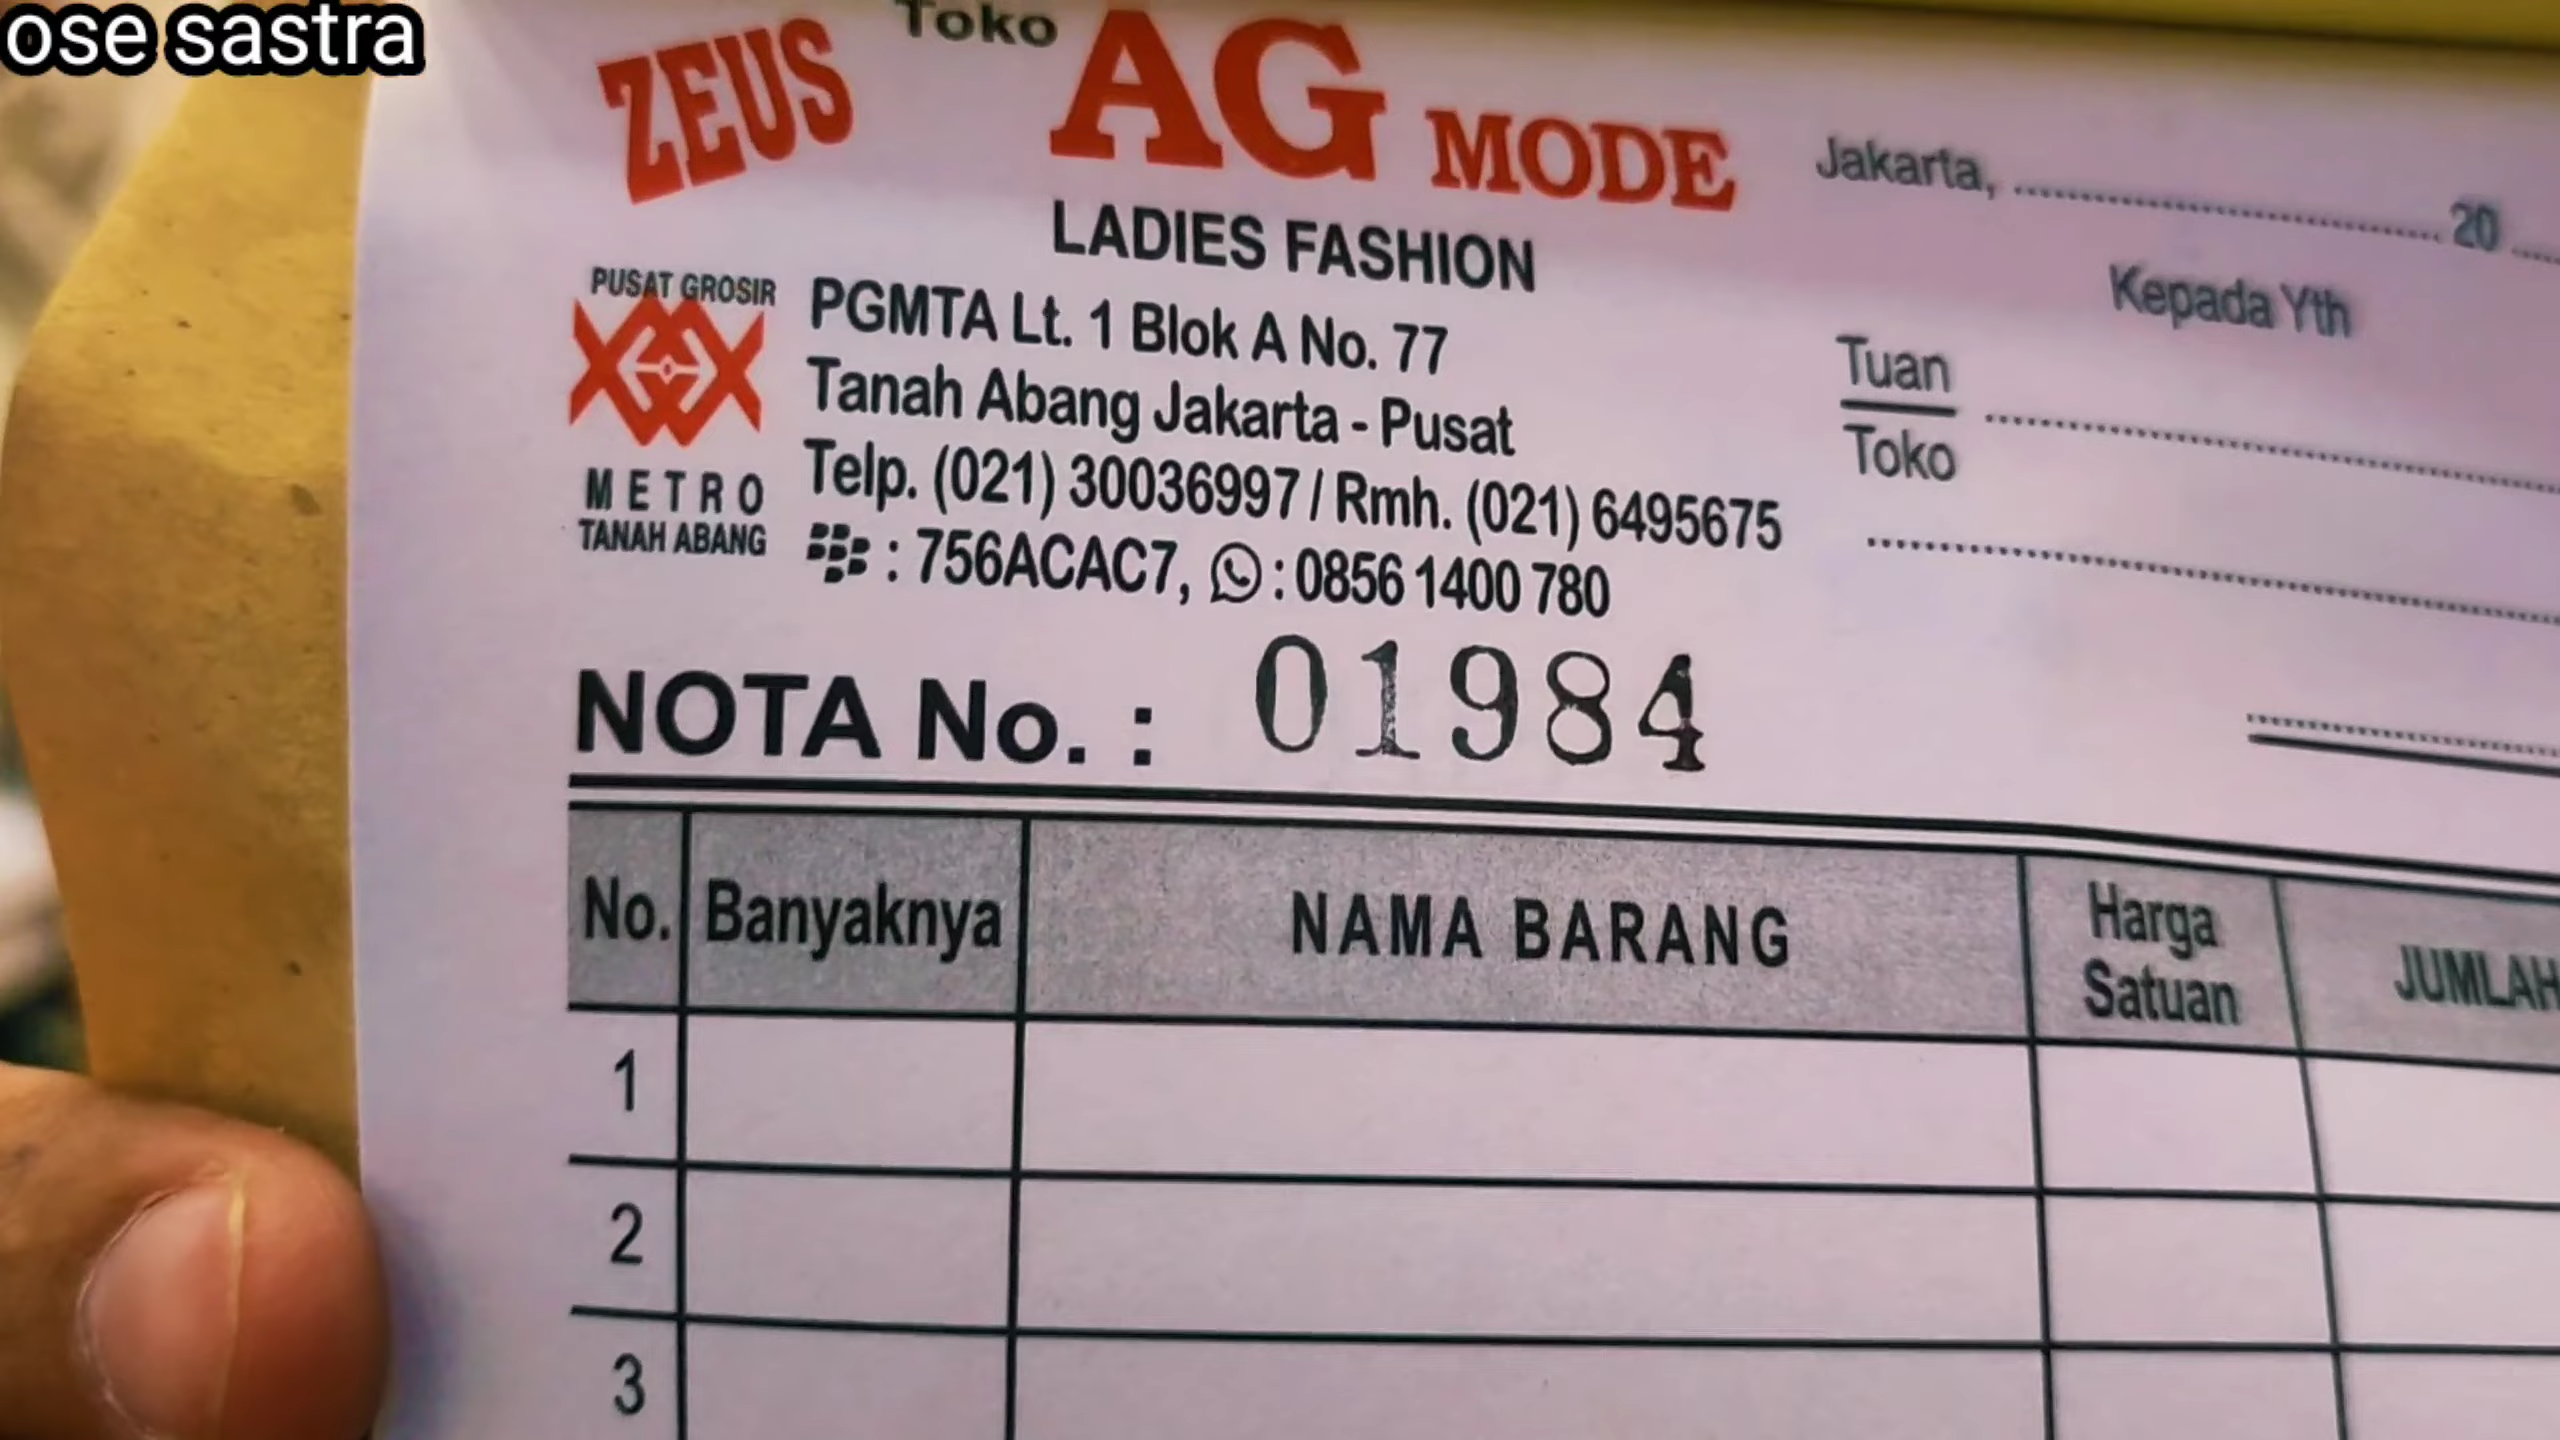 ose sastra
ZEUS
Toko AG MODE
LADIES FASHION
PUSAT GROSIR
METRO
TANAH ABANG
PGMTA Lt. 1 Blok A No. 77
Tanah Abang Jakarta - Pusat
Telp. (021) 30036997 / Rmh. (021) 6495675
: 756ACAC7, : 0856 1400 780
Jakarta, .................... 20 ....
Kepada Yth
Tuan ....................
Toko
....................
NOTA No. : 01984
No. Banyaknya NAMA BARANG Harga Satuan JUMLAH
1
2
3